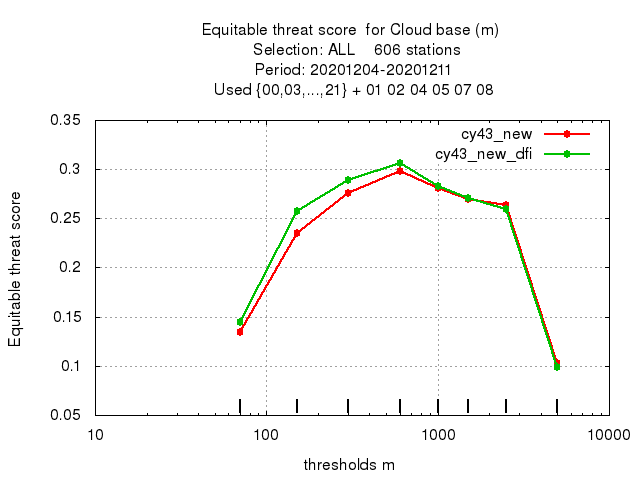 Equitable threat score  for Cloud base (m)
Selection: ALL    606 stations
Period: 20201204-20201211
Used {00,03,...,21} + 01 02 04 05 07 08
cy43_new
cy43_new_dfi
Equitable threat score
0.35
0.3
0.25
0.2
0.15
0.1
0.05
10
100
1000
10000
thresholds m